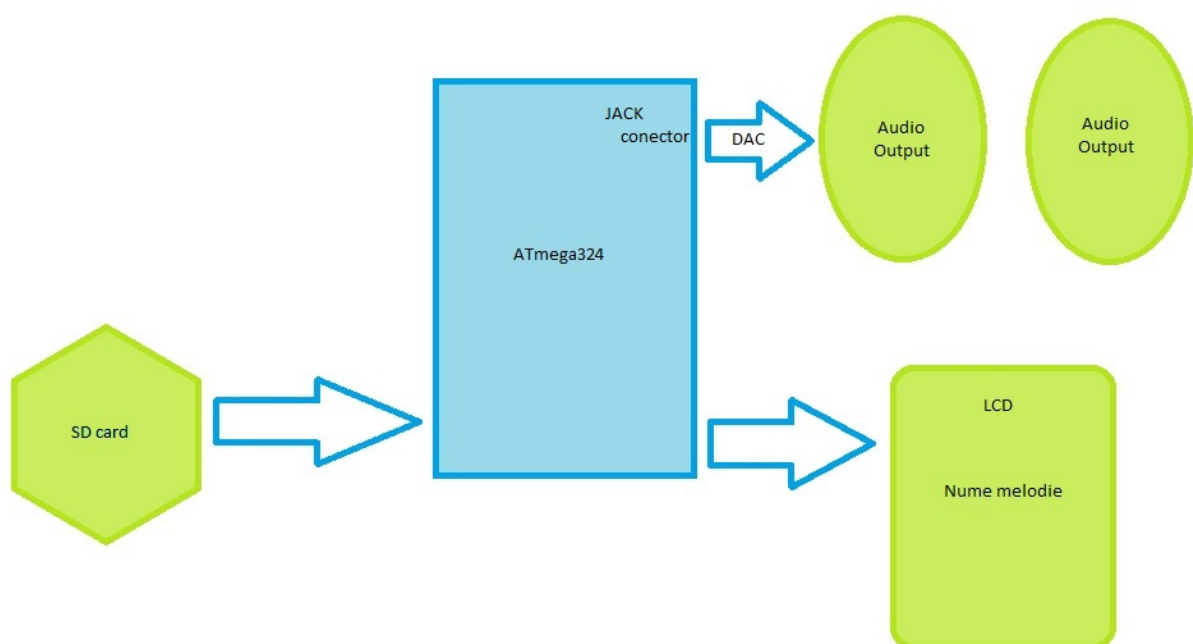 JACK
conector
DAC
Audio
Output
Audio
Output
ATmega324
SD card
LCD
Nume melodie